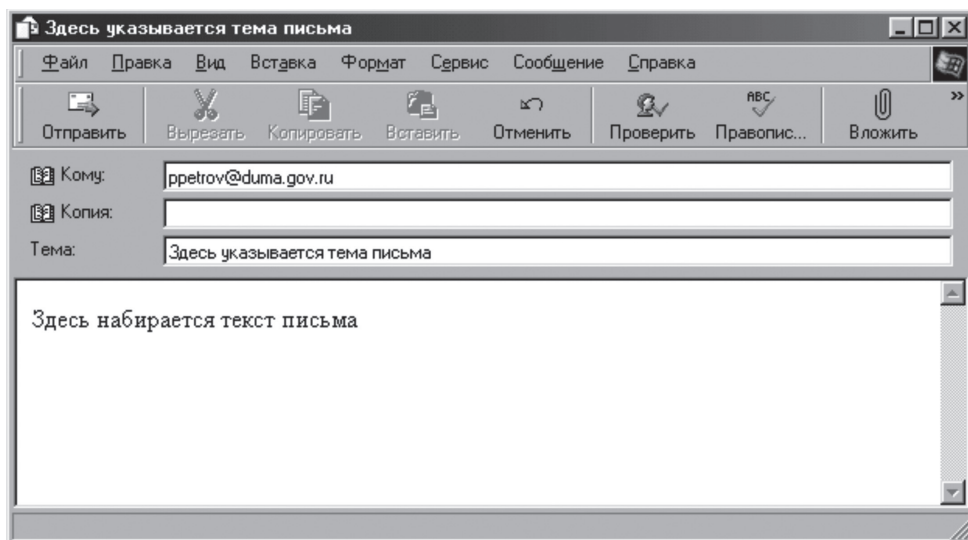 Здесь указывается тема письма
Файл Правка Вид Вставка Формат Сервис Сообщение Справка
ABC »
Отправить Вырезать Копировать Вставить Отменить Проверить Правопис... Вложить
Кому: ppetrov@duma.gov.ru
Копия:
Тема: Здесь указывается тема письма
Здесь набирается текст письма